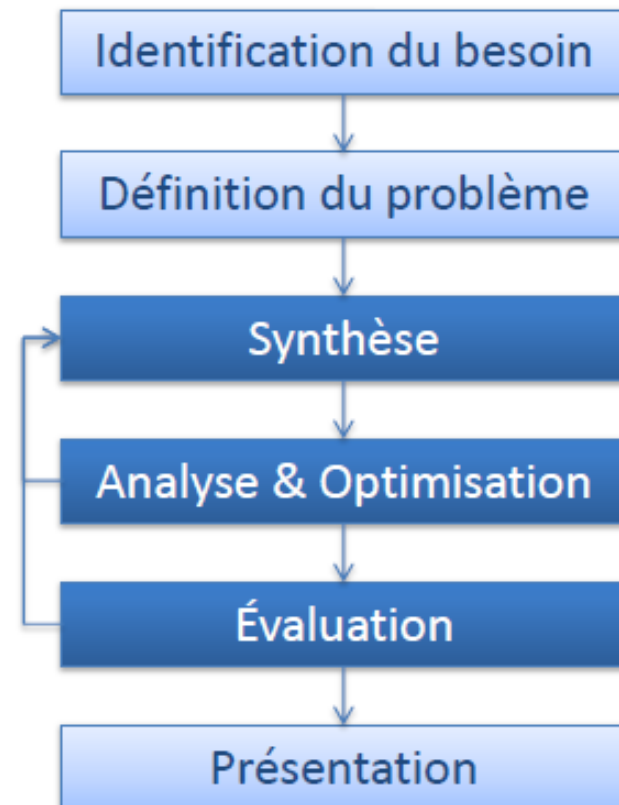 Identification du besoin
Définition du problème
Synthèse
Analyse & Optimisation
Évaluation
Présentation